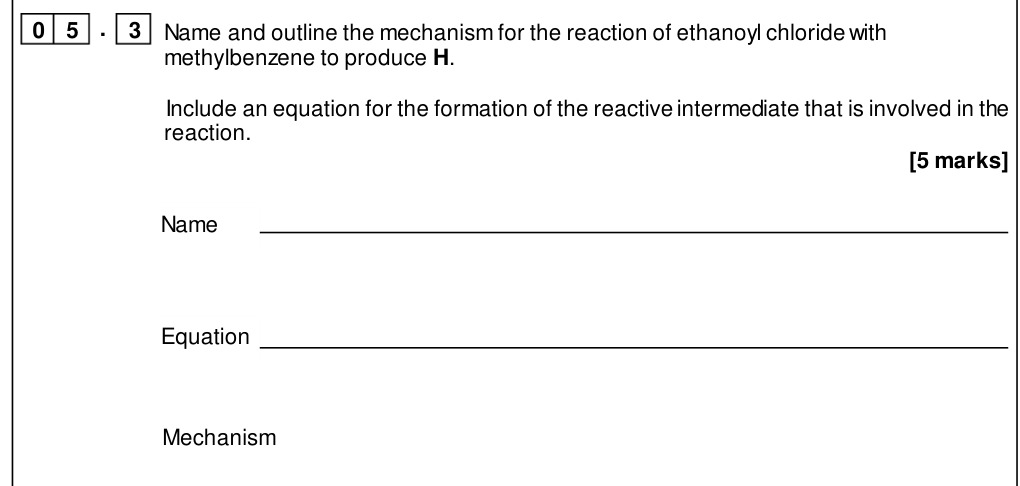 0 5 . 3 Name and outline the mechanism for the reaction of ethanoyl chloride with
methylbenzene to produce H.
Include an equation for the formation of the reactive intermediate that is involved in the
reaction.
[5 marks]
Name
Equation
Mechanism